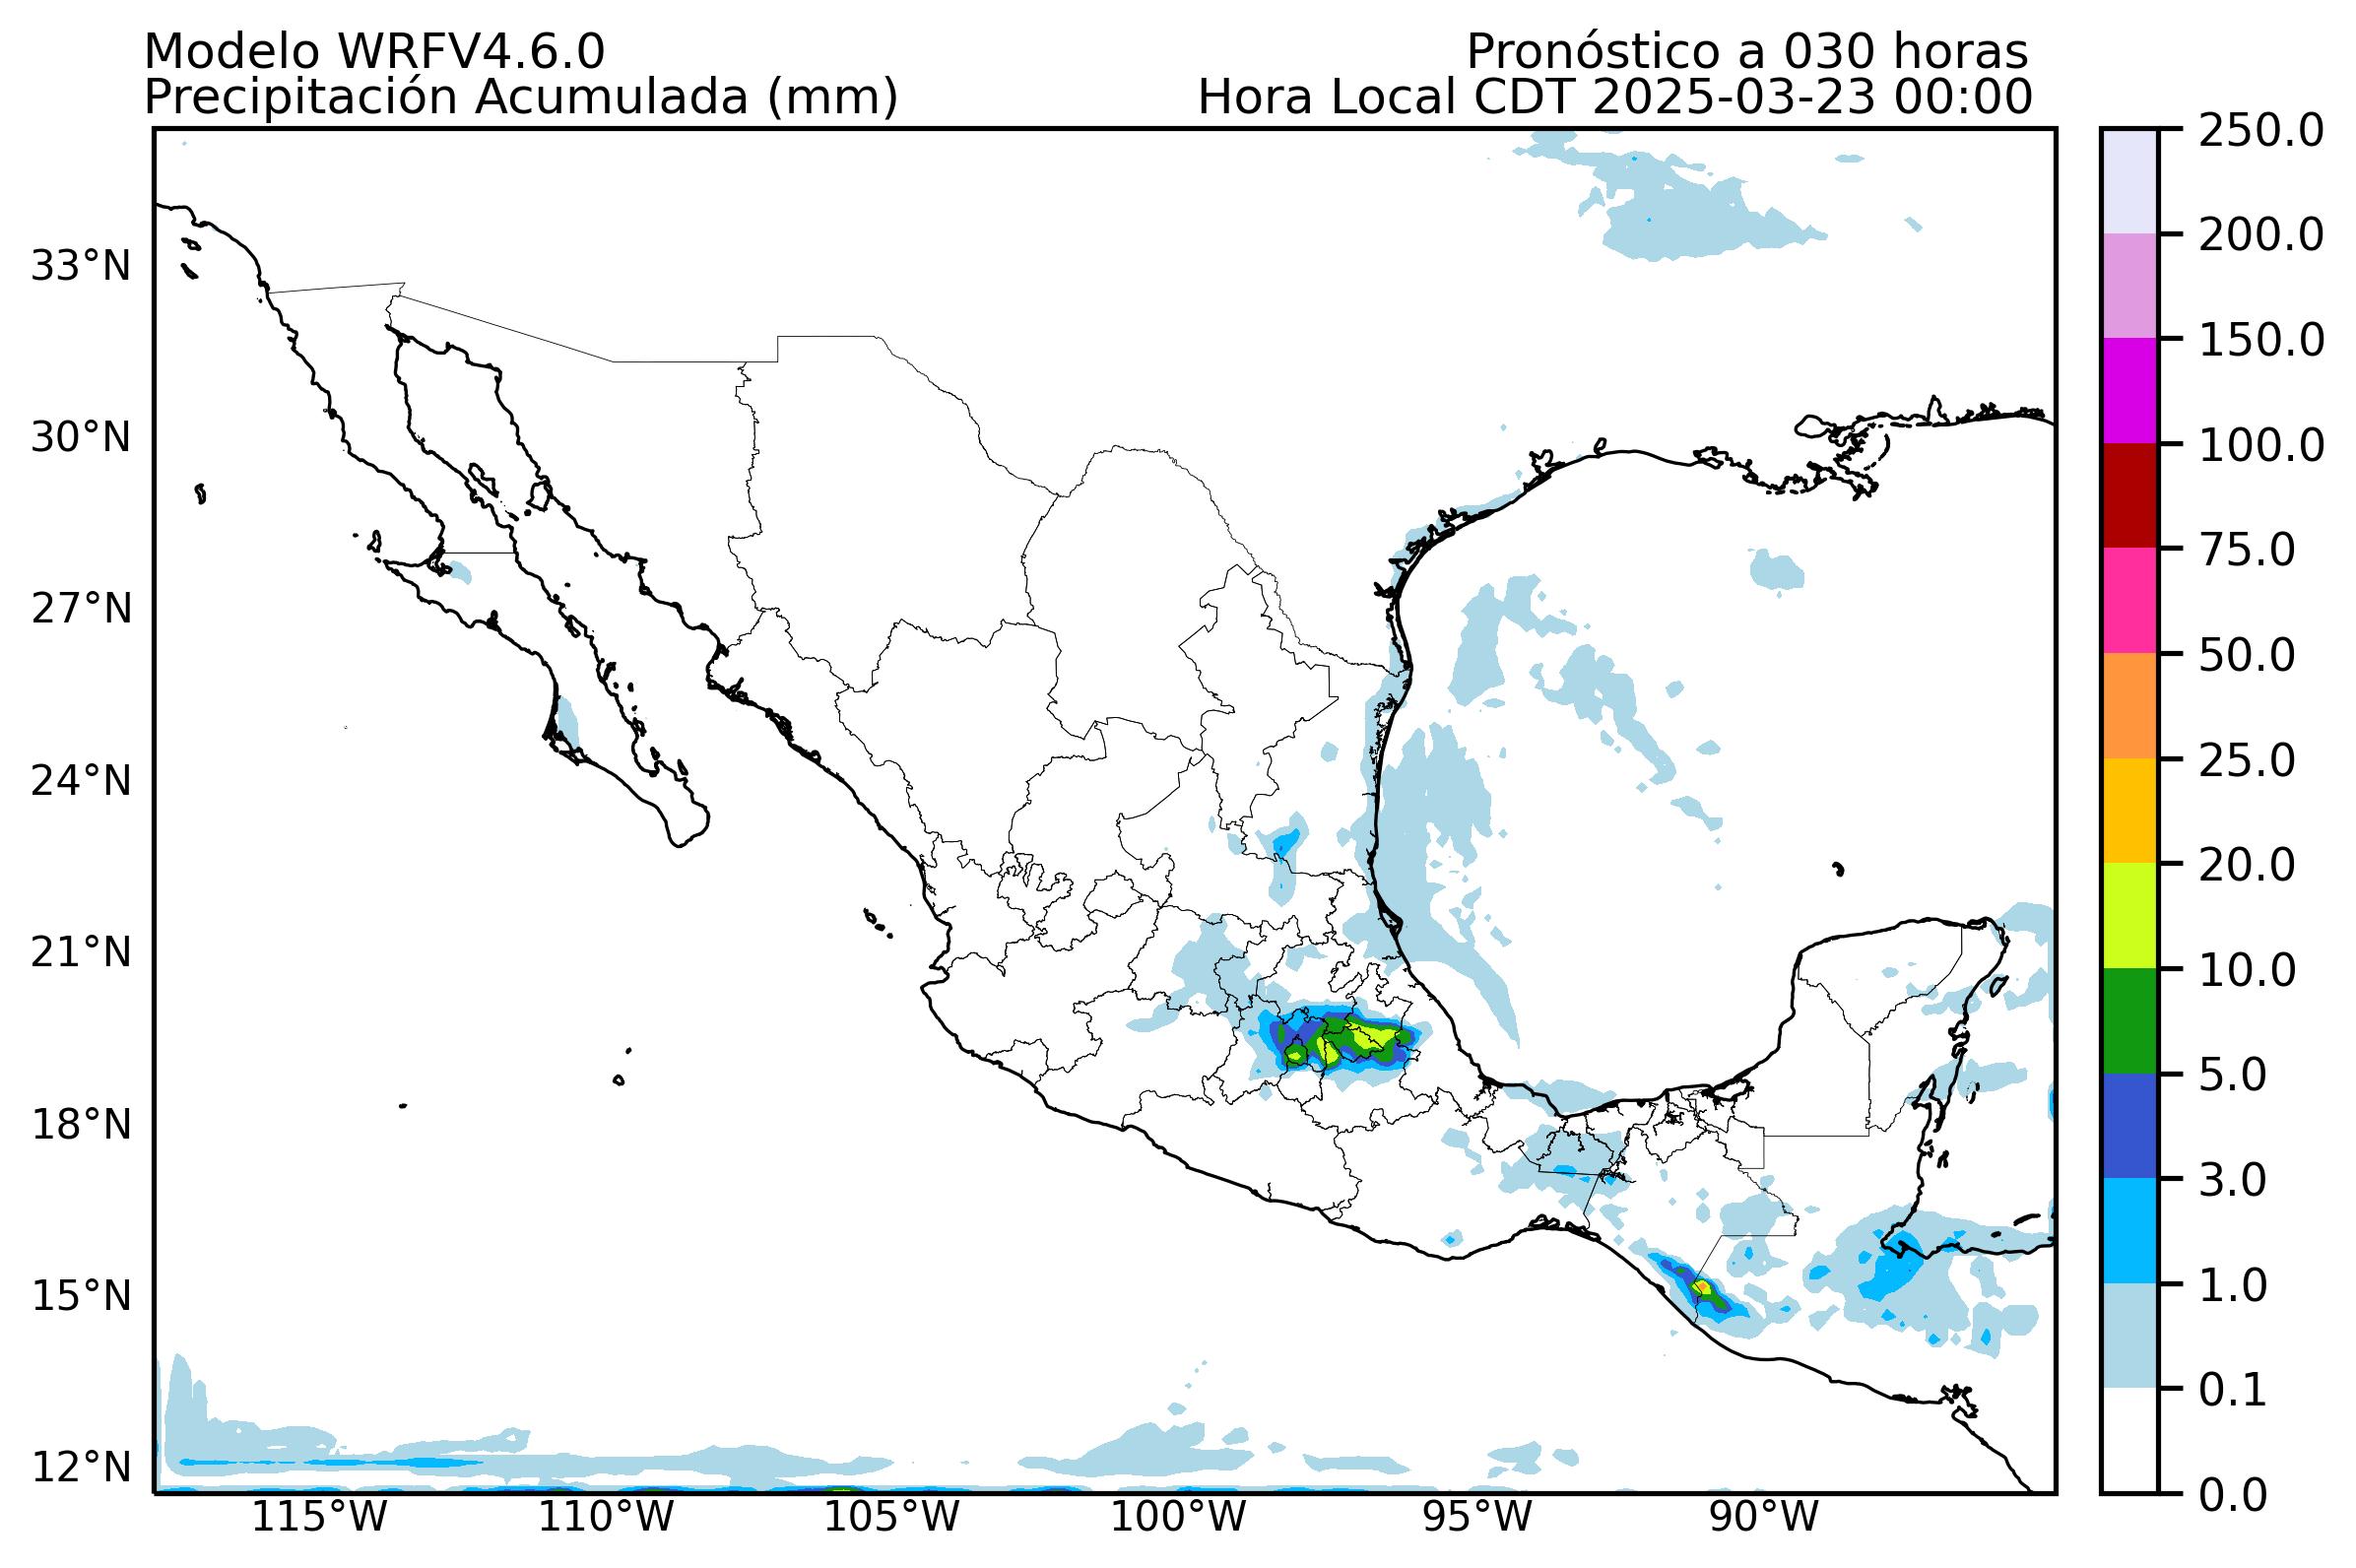 Modelo WRFV4.6.0
Pronóstico a 030 horas
Precipitación Acumulada (mm)
Hora Local CDT 2025-03-23 00:00
33°N
30°N
27°N
24°N
21°N
18°N
15°N
12°N
115°W
110°W
105°W
100°W
95°W
90°W
250.0
200.0
150.0
100.0
75.0
50.0
25.0
20.0
10.0
5.0
3.0
1.0
0.1
0.0